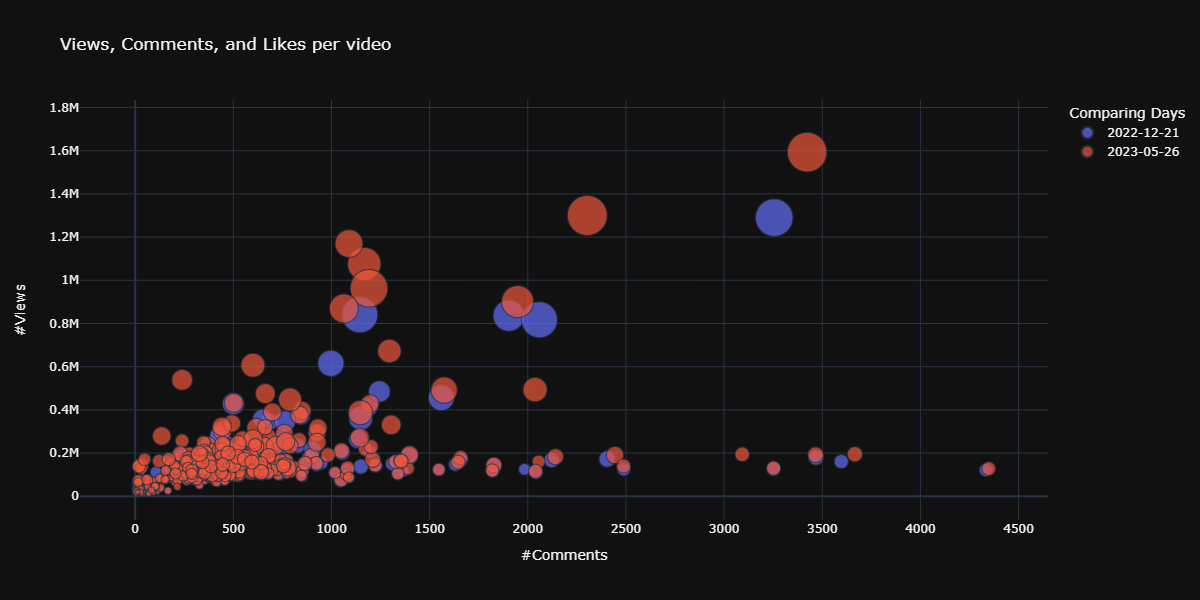 Views, Comments, and Likes per video
1.8M
1.6M
1.4M
1.2M
1M
0.8M
0.6M
0.4M
0.2M
0
#Views
0 500 1000 1500 2000 2500 3000 3500 4000 4500
#Comments
Comparing Days
2022-12-21
2023-05-26